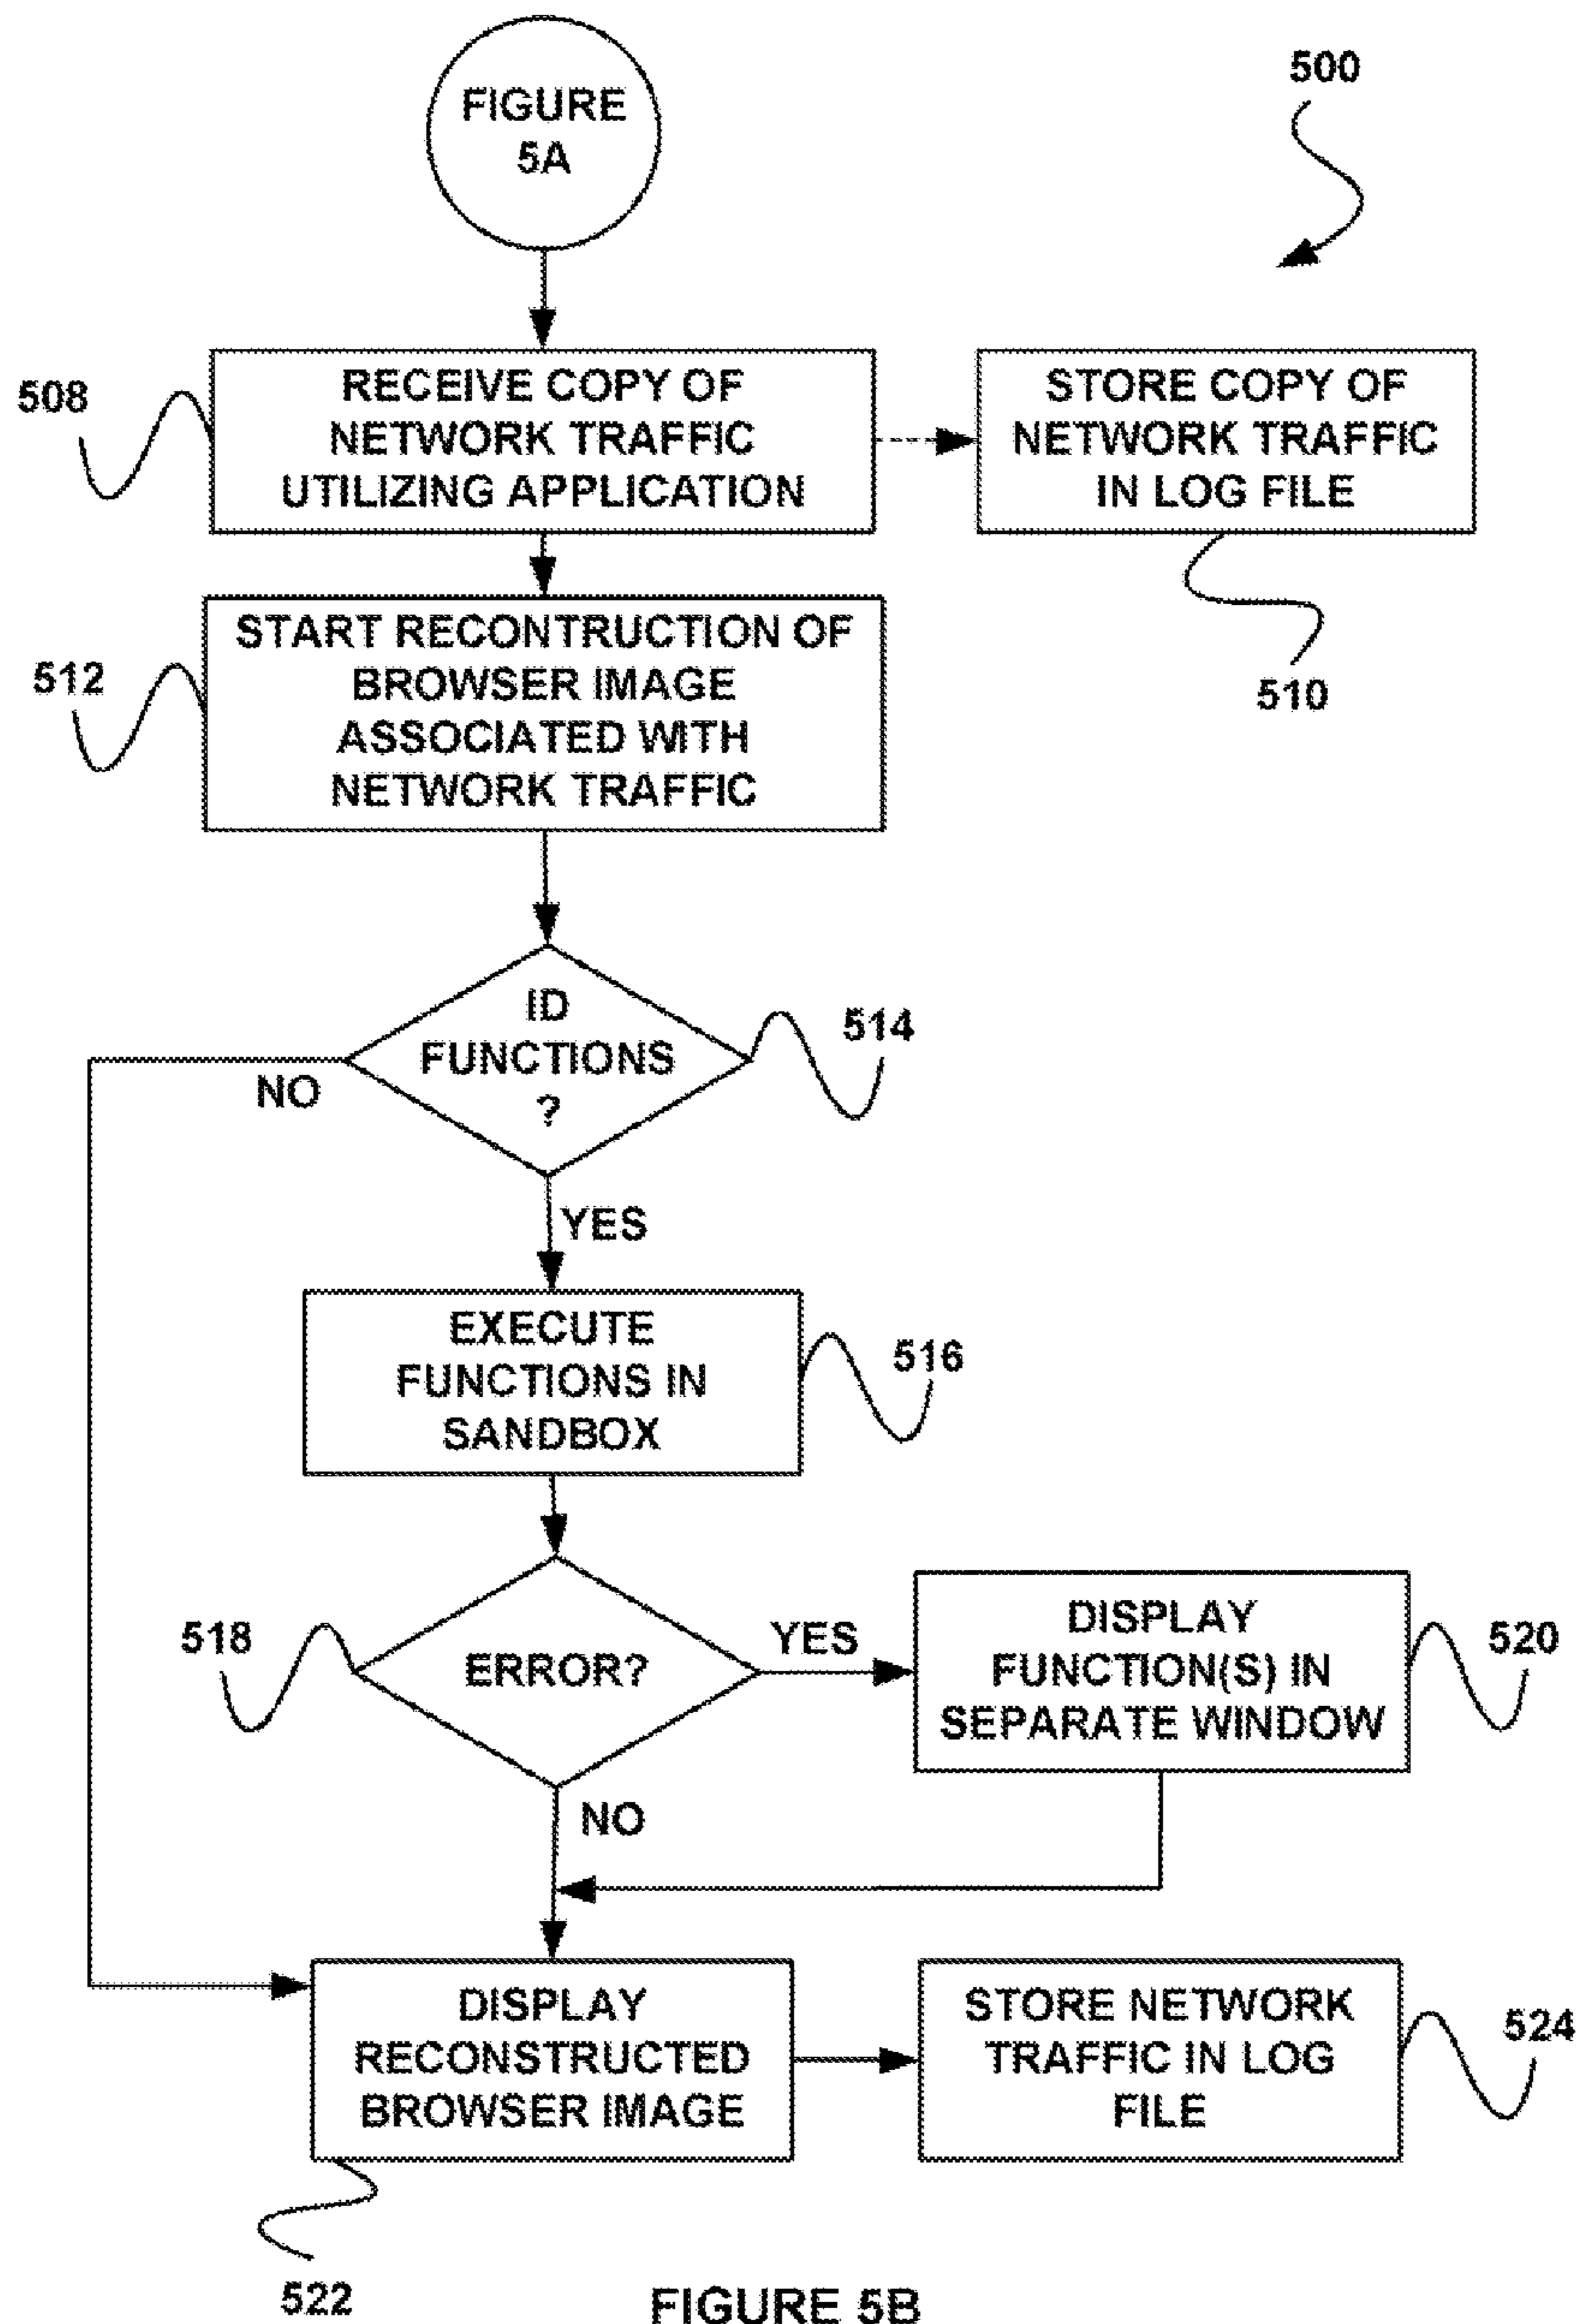 FIGURE
5A
500
508
RECEIVE COPY OF
NETWORK TRAFFIC
UTILIZING APPLICATION
STORE COPY OF
NETWORK TRAFFIC
IN LOG FILE
510
512
START RECONTRUCTION OF
BROWSER IMAGE
ASSOCIATED WITH
NETWORK TRAFFIC
ID
FUNCTIONS
?
514
NO
YES
EXECUTE
FUNCTIONS IN
SANDBOX
516
518
ERROR?
YES
DISPLAY
FUNCTION(S) IN
SEPARATE WINDOW
520
NO
DISPLAY
RECONSTRUCTED
BROWSER IMAGE
STORE NETWORK
TRAFFIC IN LOG
FILE
524
522
FIGURE 5B